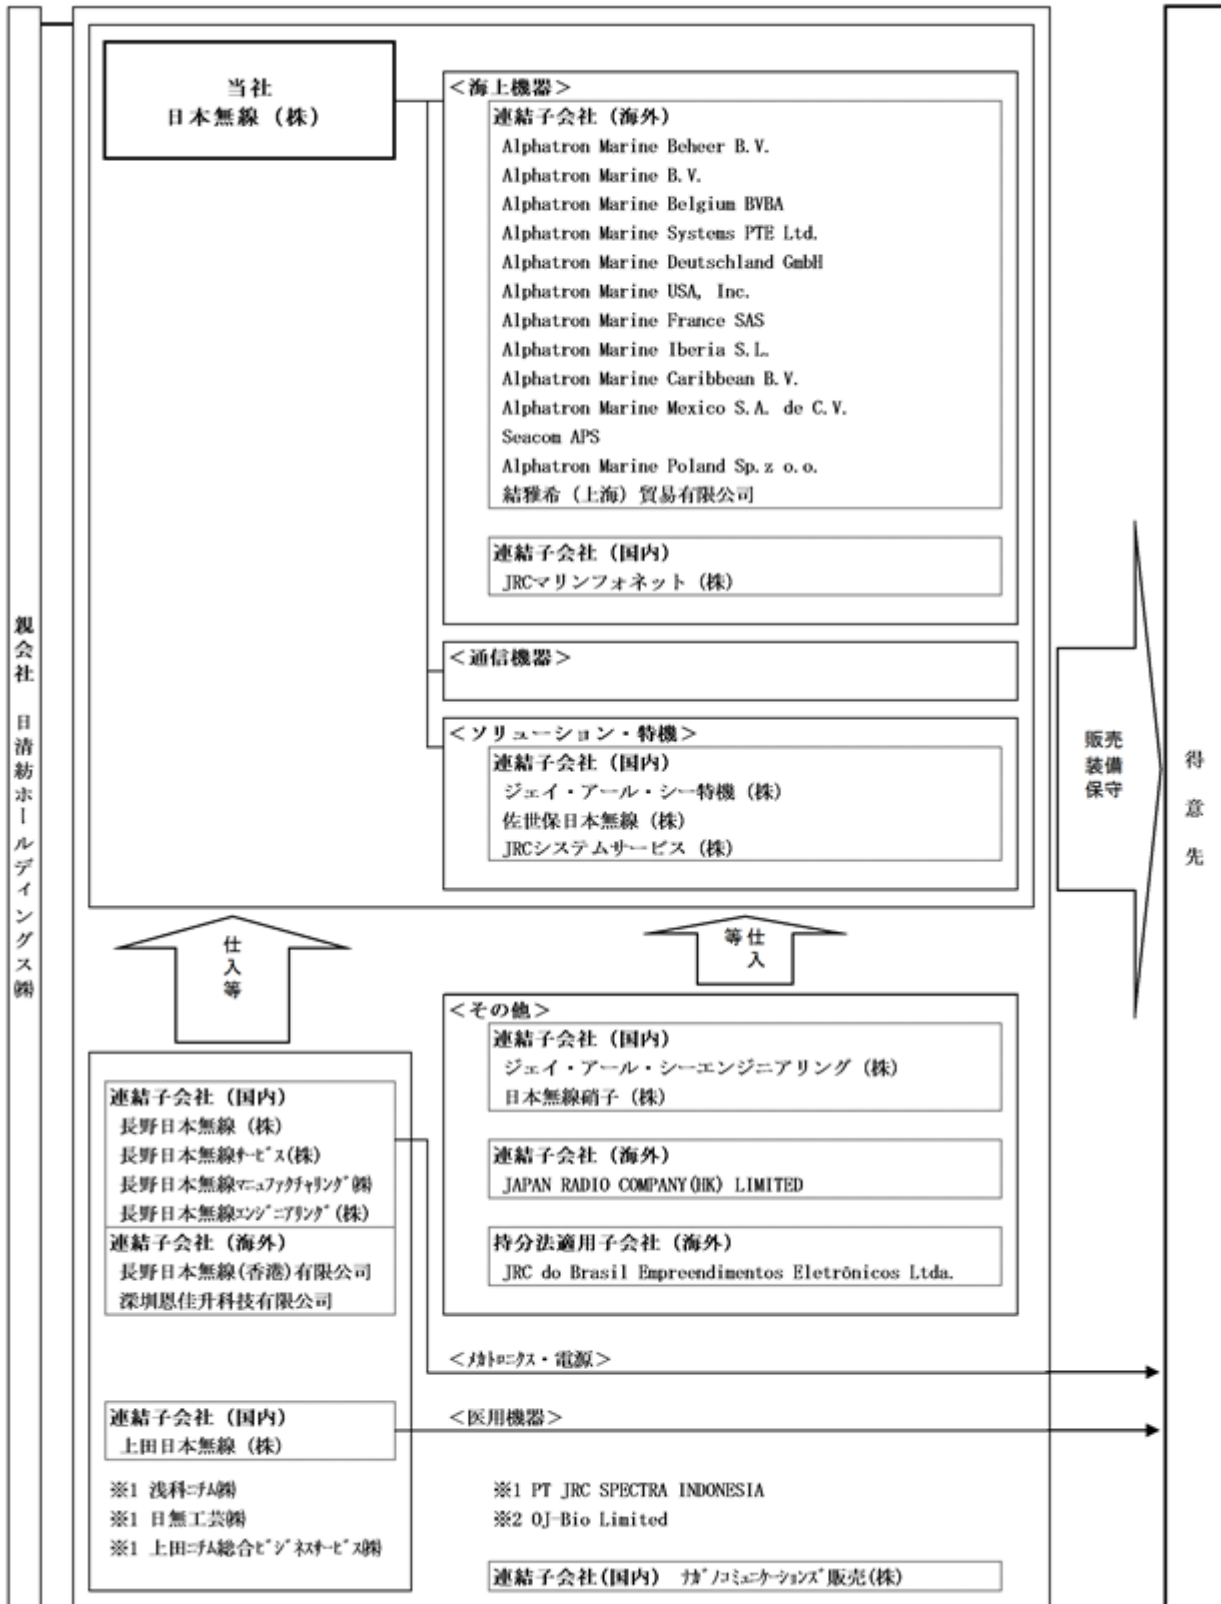 親会社 日清紡ホールディングス㈱
当社
日本無線（株）
＜海上機器＞
連結子会社（海外）
Alphatron Marine Beheer B.V.
Alphatron Marine B.V.
Alphatron Marine Belgium BVBA
Alphatron Marine Systems PTE Ltd.
Alphatron Marine Deutschland GmbH
Alphatron Marine USA, Inc.
Alphatron Marine France SAS
Alphatron Marine Iberia S.L.
Alphatron Marine Caribbean B.V.
Alphatron Marine Mexico S.A. de C.V.
Seacom APS
Alphatron Marine Poland Sp.z o.o.
結雅希（上海）貿易有限公司
連結子会社（国内）
JRCマリンフォネット（株）
＜通信機器＞
＜ソリューション・特機＞
連結子会社（国内）
ジェイ・アール・シー特機（株）
佐世保日本無線（株）
JRCシステムサービス（株）
販売
装備
保守
得意先
仕入等
仕入等
＜その他＞
連結子会社（国内）
ジェイ・アール・シーエンジニアリング（株）
日本無線硝子（株）
連結子会社（海外）
JAPAN RADIO COMPANY(HK) LIMITED
持分法適用子会社（海外）
JRC do Brasil Empreendimentos Eletrônicos Ltda.
連結子会社（国内）
長野日本無線（株）
長野日本無線ｻｰﾋﾞｽ(株)
長野日本無線ﾏﾆｭﾌｧｸﾁｬﾘﾝｸﾞ㈱
長野日本無線ｴﾝｼﾞﾆｱﾘﾝｸﾞ(株)
連結子会社（海外）
長野日本無線(香港)有限公司
深圳恩佳升科技有限公司
＜ﾒｶﾄﾛﾆｸｽ・電源＞
連結子会社（国内）
上田日本無線（株）
＜医用機器＞
※1 浅科ﾆﾁﾑ㈱
※1 日無工芸㈱
※1 上田ﾆﾁﾑ総合ﾋﾞｼﾞﾈｽｻｰﾋﾞｽ㈱
※1 PT JRC SPECTRA INDONESIA
※2 OJ-Bio Limited
連結子会社(国内) ﾅｶﾞﾉｺﾐｭﾆｹｰｼｮﾝｽﾞ販売(株)